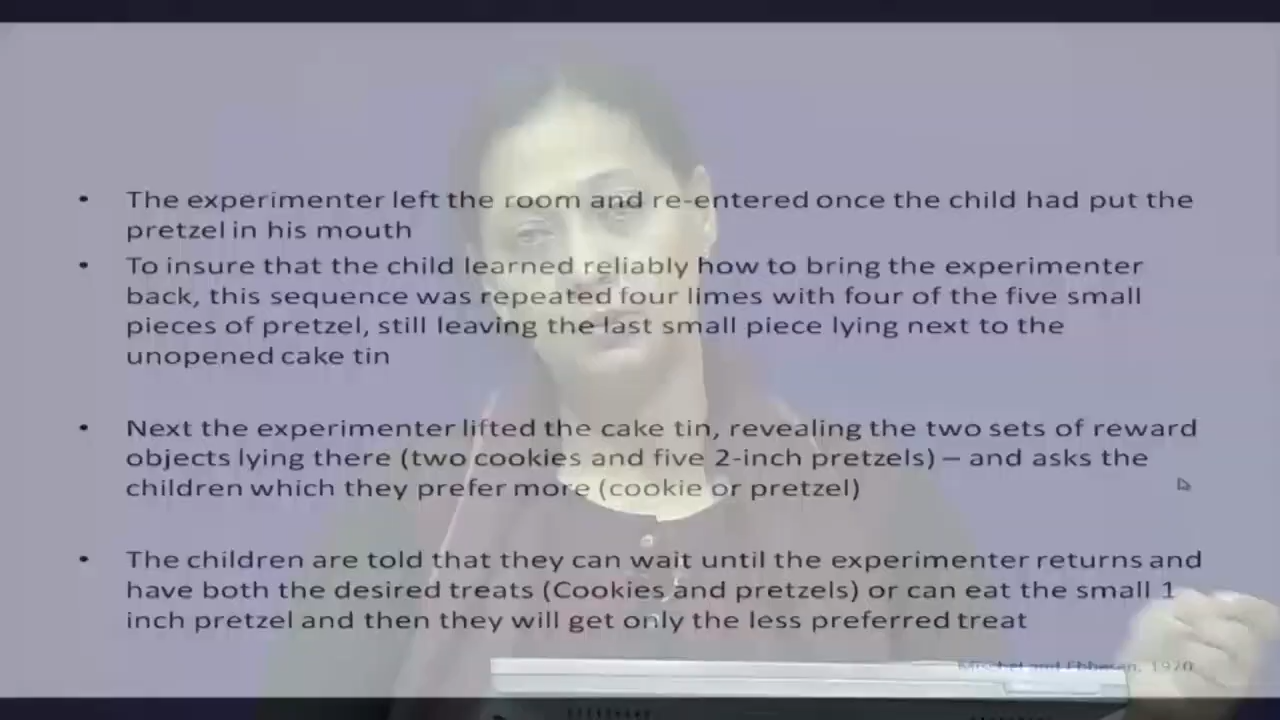 • The experimenter left the room and re-entered once the child had put the
pretzel in his mouth
• To insure that the child learned reliably how to bring the experimenter
back, this sequence was repeated four limes with four of the five small
pieces of pretzel, still leaving the last small piece lying next to the
unopened cake tin
• Next the experimenter lifted the cake tin, revealing the two sets of reward
objects lying there (two cookies and five 2-inch pretzels) – and asks the
children which they prefer more (cookie or pretzel)
• The children are told that they can wait until the experimenter returns and
have both the desired treats (Cookies and pretzels) or can eat the small 1
inch pretzel and then they will get only the less preferred treat
Mischel and Ebbesen, 1970